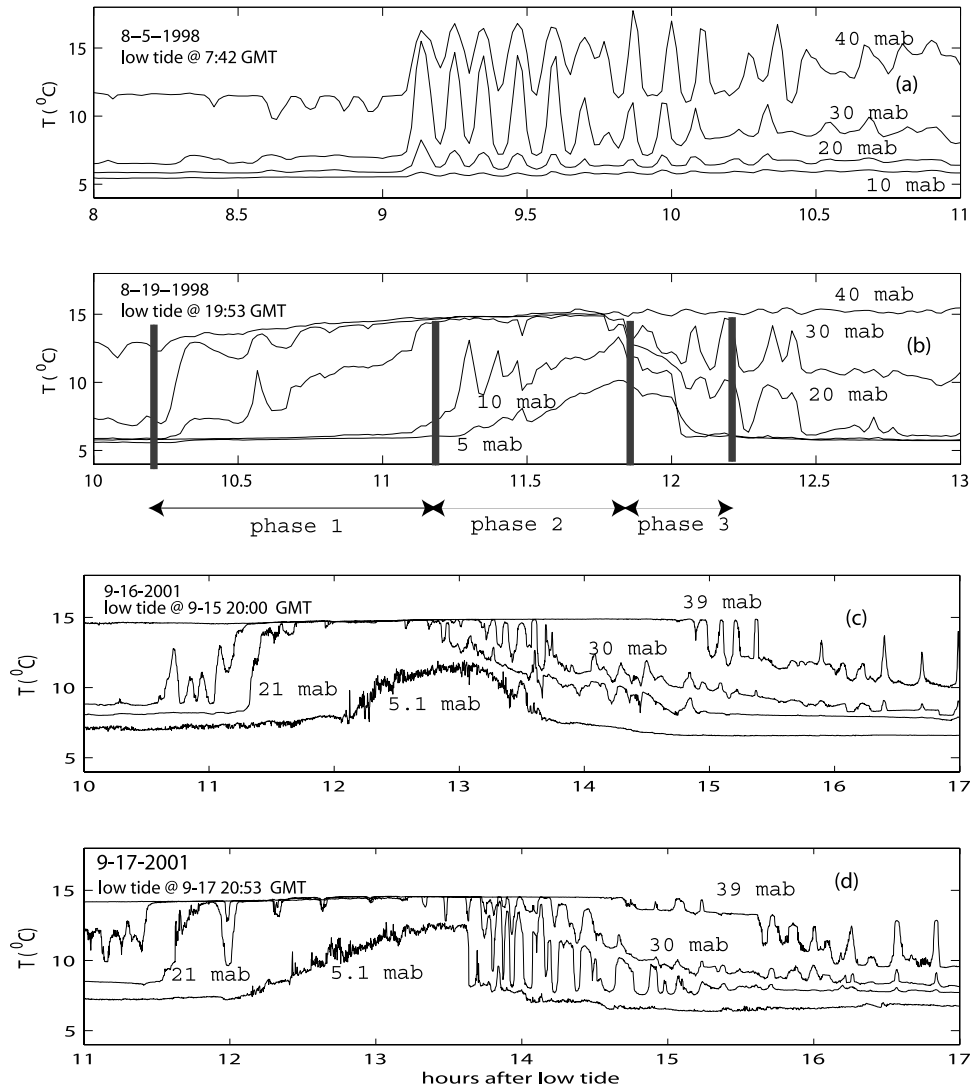 8–5–1998
low tide @ 7:42 GMT
40 mab
(a)
30 mab
20 mab
10 mab
T ( ⁰C)
15
10
5
8 8.5 9 9.5 10 10.5 11
8–19–1998
low tide @ 19:53 GMT
40 mab
30 mab
(b)
20 mab
10 mab
5 mab
T ( ⁰C)
15
10
5
10 10.5 11 11.5 12 12.5 13
phase 1 phase 2 phase 3
9-16-2001
low tide @ 9-15 20:00 GMT
39 mab
(c)
30 mab
21 mab
5.1 mab
T ( ⁰C)
15
10
5
10 11 12 13 14 15 16 17
9-17-2001
low tide @ 9-17 20:53 GMT
39 mab
(d)
30 mab
21 mab
5.1 mab
T ( ⁰C)
15
10
5
11 12 13 14 15 16 17
hours after low tide